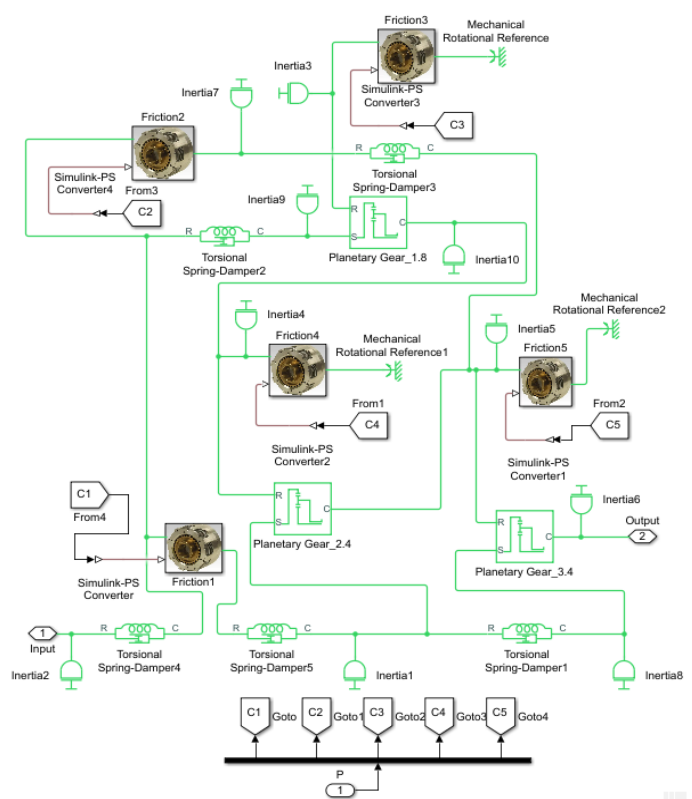 Friction3
Mechanical
Rotational Reference
Inertia3
Simulink-PS
Converter3
C3
Inertia7
Friction2
R
C
Torsional
Spring-Damper3
Simulink-PS
Converter4
From3
C2
Inertia9
R
C
Torsional
Spring-Damper2
R
S
C
Planetary Gear_1.8
Inertia10
Inertia4
Friction4
Mechanical
Rotational Reference1
From1
C4
Simulink-PS
Converter2
Mechanical
Rotational Reference2
Inertia5
Friction5
From2
C5
Simulink-PS
Converter1
C1
From4
Simulink-PS
Converter
Friction1
R
S
C
Planetary Gear_2.4
R
S
C
Planetary Gear_3.4
Inertia6
Output
2
1
Input
Inertia2
R
C
Torsional
Spring-Damper4
R
C
Torsional
Spring-Damper5
Inertia1
R
C
Torsional
Spring-Damper1
Inertia8
C1
Goto
C2
Goto1
C3
Goto2
C4
Goto3
C5
Goto4
P
1